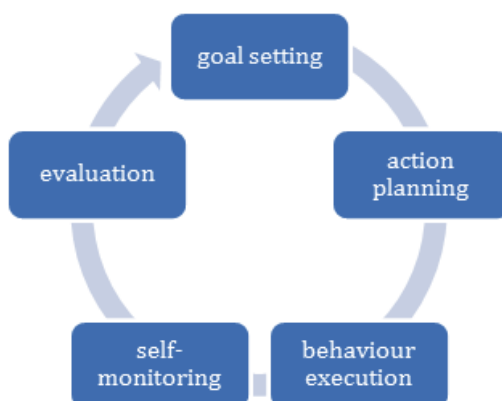 goal setting
action
planning
behaviour
execution
self-
monitoring
evaluation